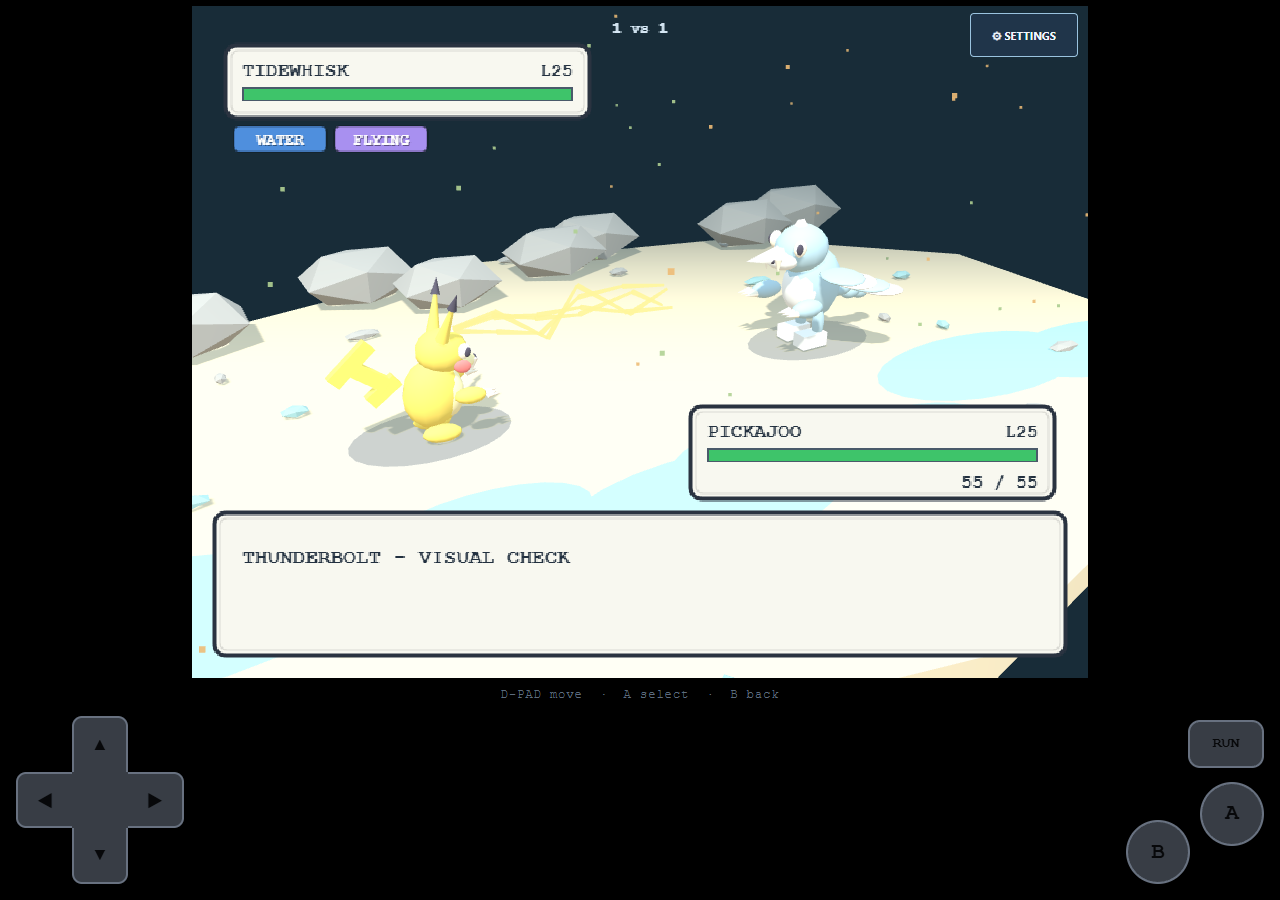 1 vs 1
⚙ SETTINGS
TIDEWHISK L25
WATER FLYING
PICKAJOO L25
55 / 55
THUNDERBOLT - VISUAL CHECK
D-PAD move · A select · B back
RUN
A
B